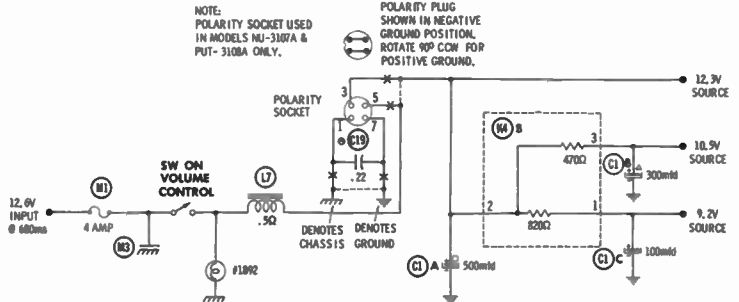 NOTE:
POLARITY SOCKET USED
IN MODELS NU-3107A &
PUT- 3108A ONLY.
POLARITY PLUG
SHOWN IN NEGATIVE
GROUND POSITION.
ROTATE 90° CCW FOR
POSITIVE GROUND.
POLARITY
SOCKET
3
5
1
7
C19
.22
12.3V
SOURCE
K4 B
3
470Ω
10.9V
SOURCE
C1 B
300mfd
2
820Ω
1
9.2V
SOURCE
C1 A
500mfd
C1 C
100mfd
12.6V
INPUT
@ 680ms
M1
4 AMP
M3
SW ON
VOLUME
CONTROL
L7
.5Ω
#1892
DENOTES
CHASSIS
DENOTES
GROUND